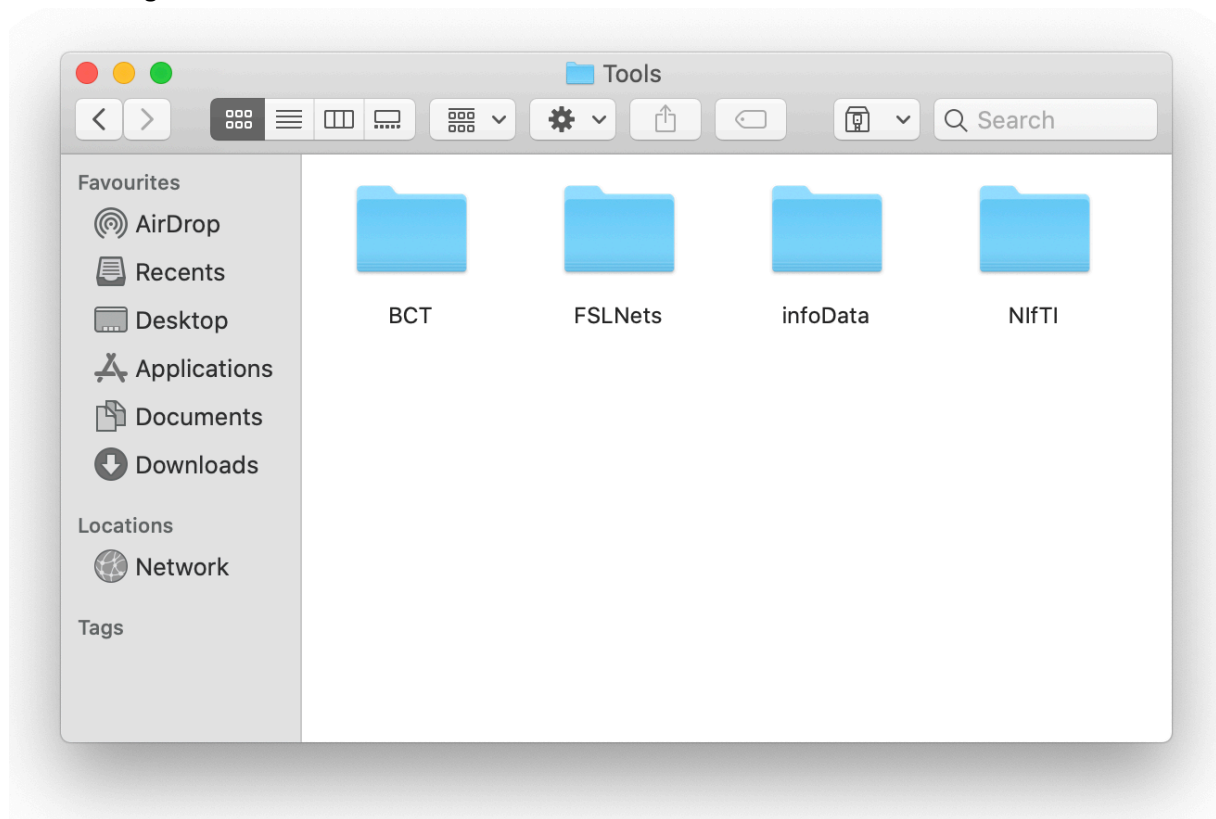 Tools
Search
Favourites
AirDrop
Recents
Desktop
Applications
Documents
Downloads
Locations
Network
Tags
BCT
FSLNets
infoData
NIfTI